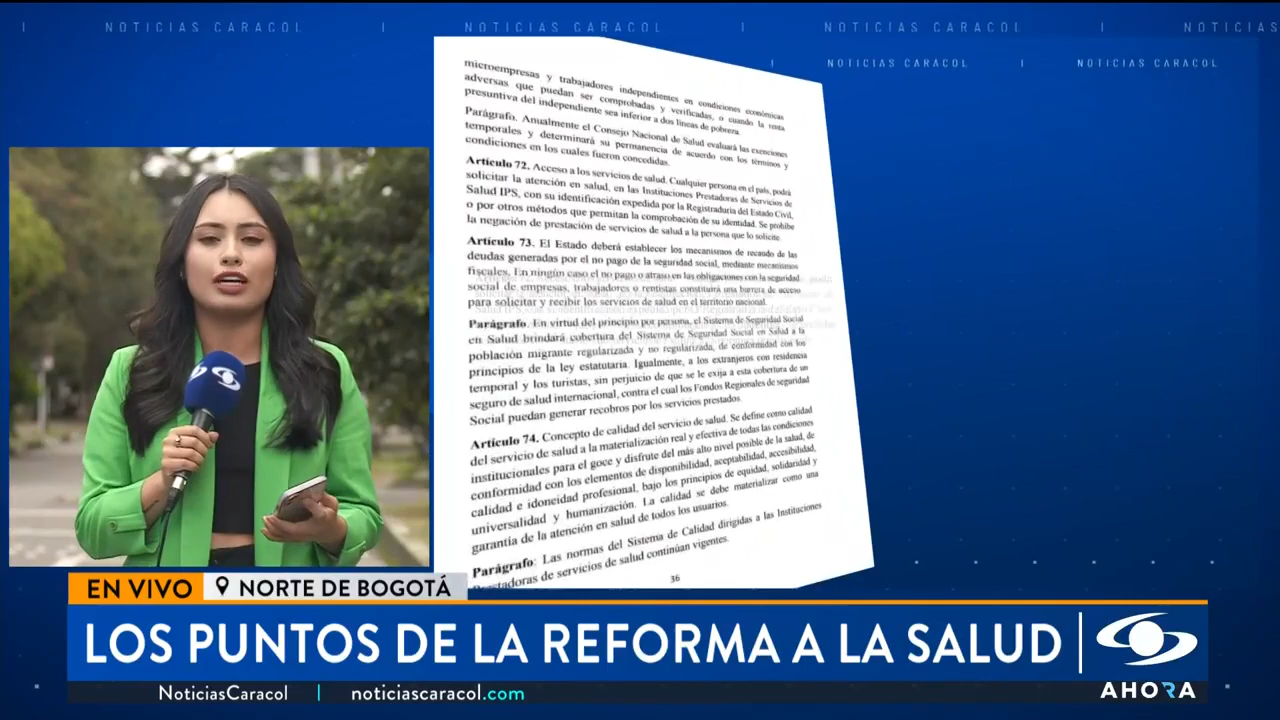 NOTICIAS CARACOL
NOTICIAS CARACOL
NOTICIAS CARACOL
NOTICIAS
NOTICIAS CARACOL
NOTICIAS CARACOL
microempresas y trabajadores independientes en condiciones económicas
adversas que puedan ser comprobadas y verificadas, o cuando la renta
presuntiva del independiente sea inferior a dos líneas de pobreza.
Parágrafo. Anualmente el Consejo Nacional de Salud evaluará las exenciones
temporales y determinará su permanencia de acuerdo con los términos y
condiciones en los cuales fueron concedidas.
Artículo 72. Acceso a los servicios de salud. Cualquier persona en el país, podrá
solicitar la atención en salud, en las Instituciones Prestadoras de Servicios de
Salud IPS, con su identificación expedida por la Registraduría del Estado Civil,
o por otros métodos que permitan la comprobación de su identidad. Se prohíbe
la negación de prestación de servicios de salud a la persona que lo solicite.
Artículo 73. El Estado deberá establecer los mecanismos de recaudo de las
deudas generadas por el no pago de la seguridad social, mediante mecanismos
fiscales. En ningún caso el no pago o atraso en las obligaciones con la seguridad
social de empresas, trabajadores o rentistas constituirá una barrera de acceso
para solicitar y recibir los servicios de salud en el territorio nacional.
Parágrafo. En virtud del principio por persona, el Sistema de Seguridad Social
en Salud brindará cobertura del Sistema de Seguridad Social en Salud a la
población migrante regularizada y no regularizada, de conformidad con los
principios de la ley estatutaria. Igualmente, a los extranjeros con residencia
temporal y los turistas, sin perjuicio de que se le exija a esta cobertura de un
seguro de salud internacional, contra el cual los Fondos Regionales de seguridad
Social puedan generar recobros por los servicios prestados.
Artículo 74. Concepto de calidad del servicio de salud. Se define como calidad
del servicio de salud a la materialización real y efectiva de todas las condiciones
institucionales para el goce y disfrute del más alto nivel posible de la salud, de
conformidad con los elementos de disponibilidad, aceptabilidad, accesibilidad,
calidad e idoneidad profesional, bajo los principios de equidad, solidaridad y
universalidad y humanización. La calidad se debe materializar como una
garantía de la atención en salud de todos los usuarios.
Parágrafo: Las normas del Sistema de Calidad dirigidas a las Instituciones
Prestadoras de servicios de salud continúan vigentes.
36
EN VIVO NORTE DE BOGOTÁ
LOS PUNTOS DE LA REFORMA A LA SALUD
NoticiasCaracol noticiascaracol.com
AHORA